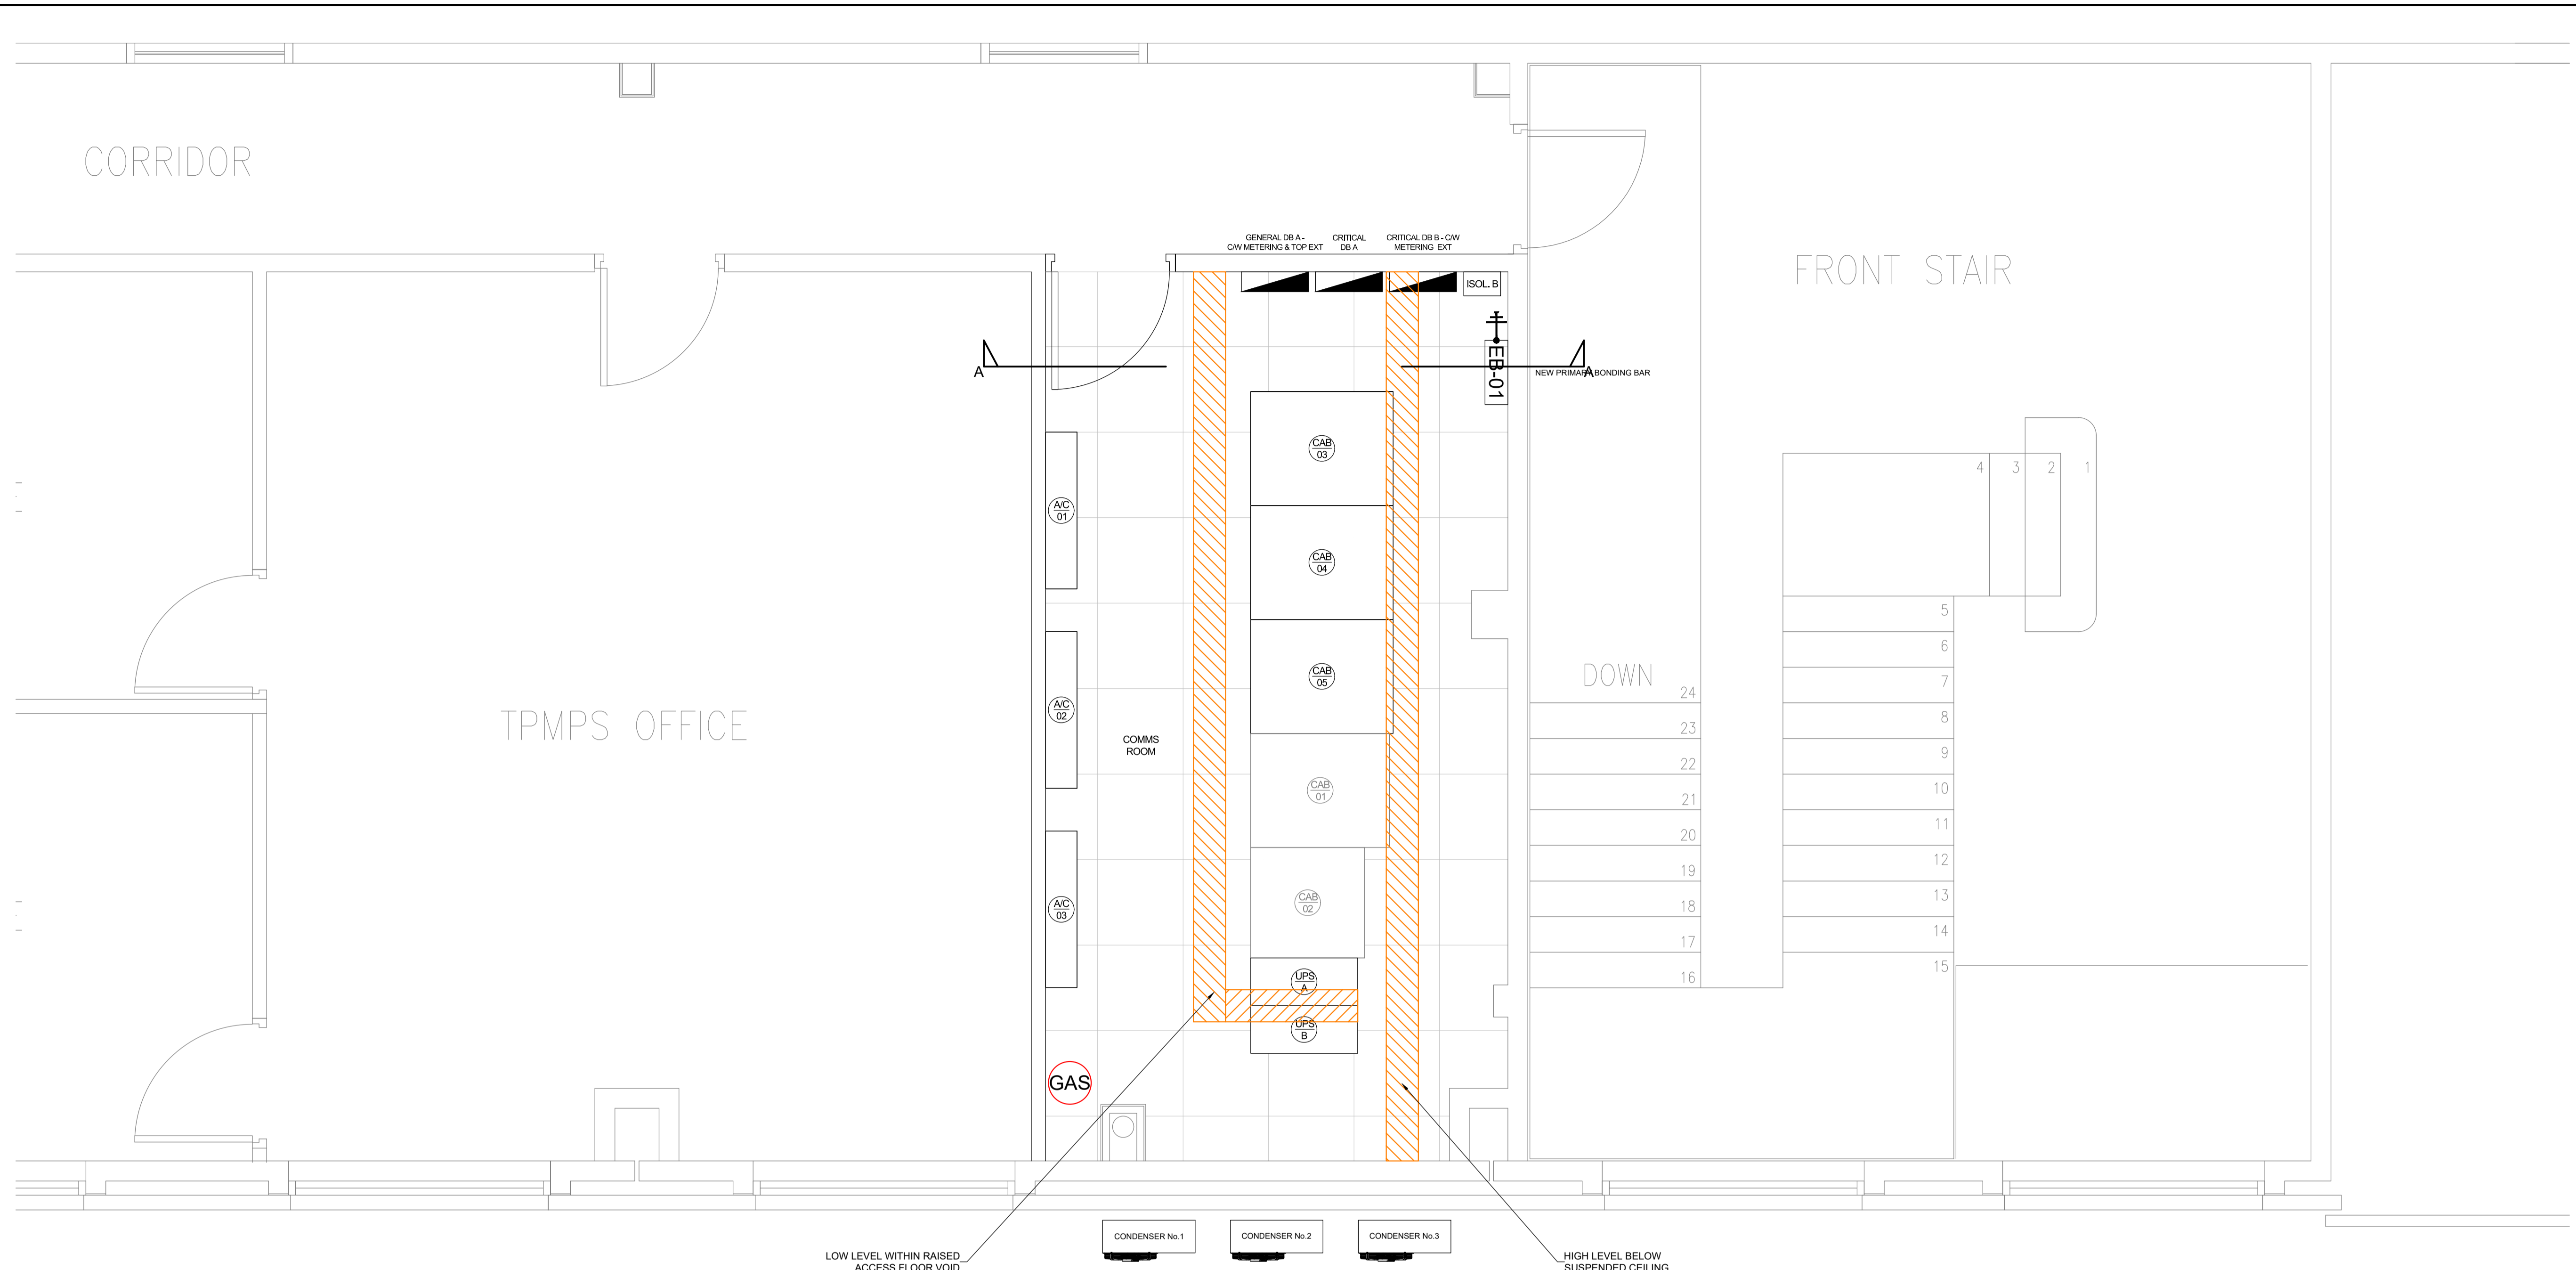 CORRIDOR
GENERAL DB A -
C/W METERING & TOP EXT
CRITICAL
DB A
CRITICAL DB B - C/W
METERING EXT
ISOL. B
FRONT STAIR
A
A
EB-01
NEW PRIMARY BONDING BAR
CAB
03
4
3
2
1
A/C
01
CAB
04
5
6
7
8
9
10
11
12
13
14
15
CAB
05
DOWN
24
23
22
21
20
19
18
17
16
A/C
02
TPMPS OFFICE
COMMS
ROOM
CAB
01
CAB
02
A/C
03
UPS
A
UPS
B
GAS
CONDENSER No.1
CONDENSER No.2
CONDENSER No.3
LOW LEVEL WITHIN RAISED
ACCESS FLOOR VOID
HIGH LEVEL BELOW
SUSPENDED CEILING